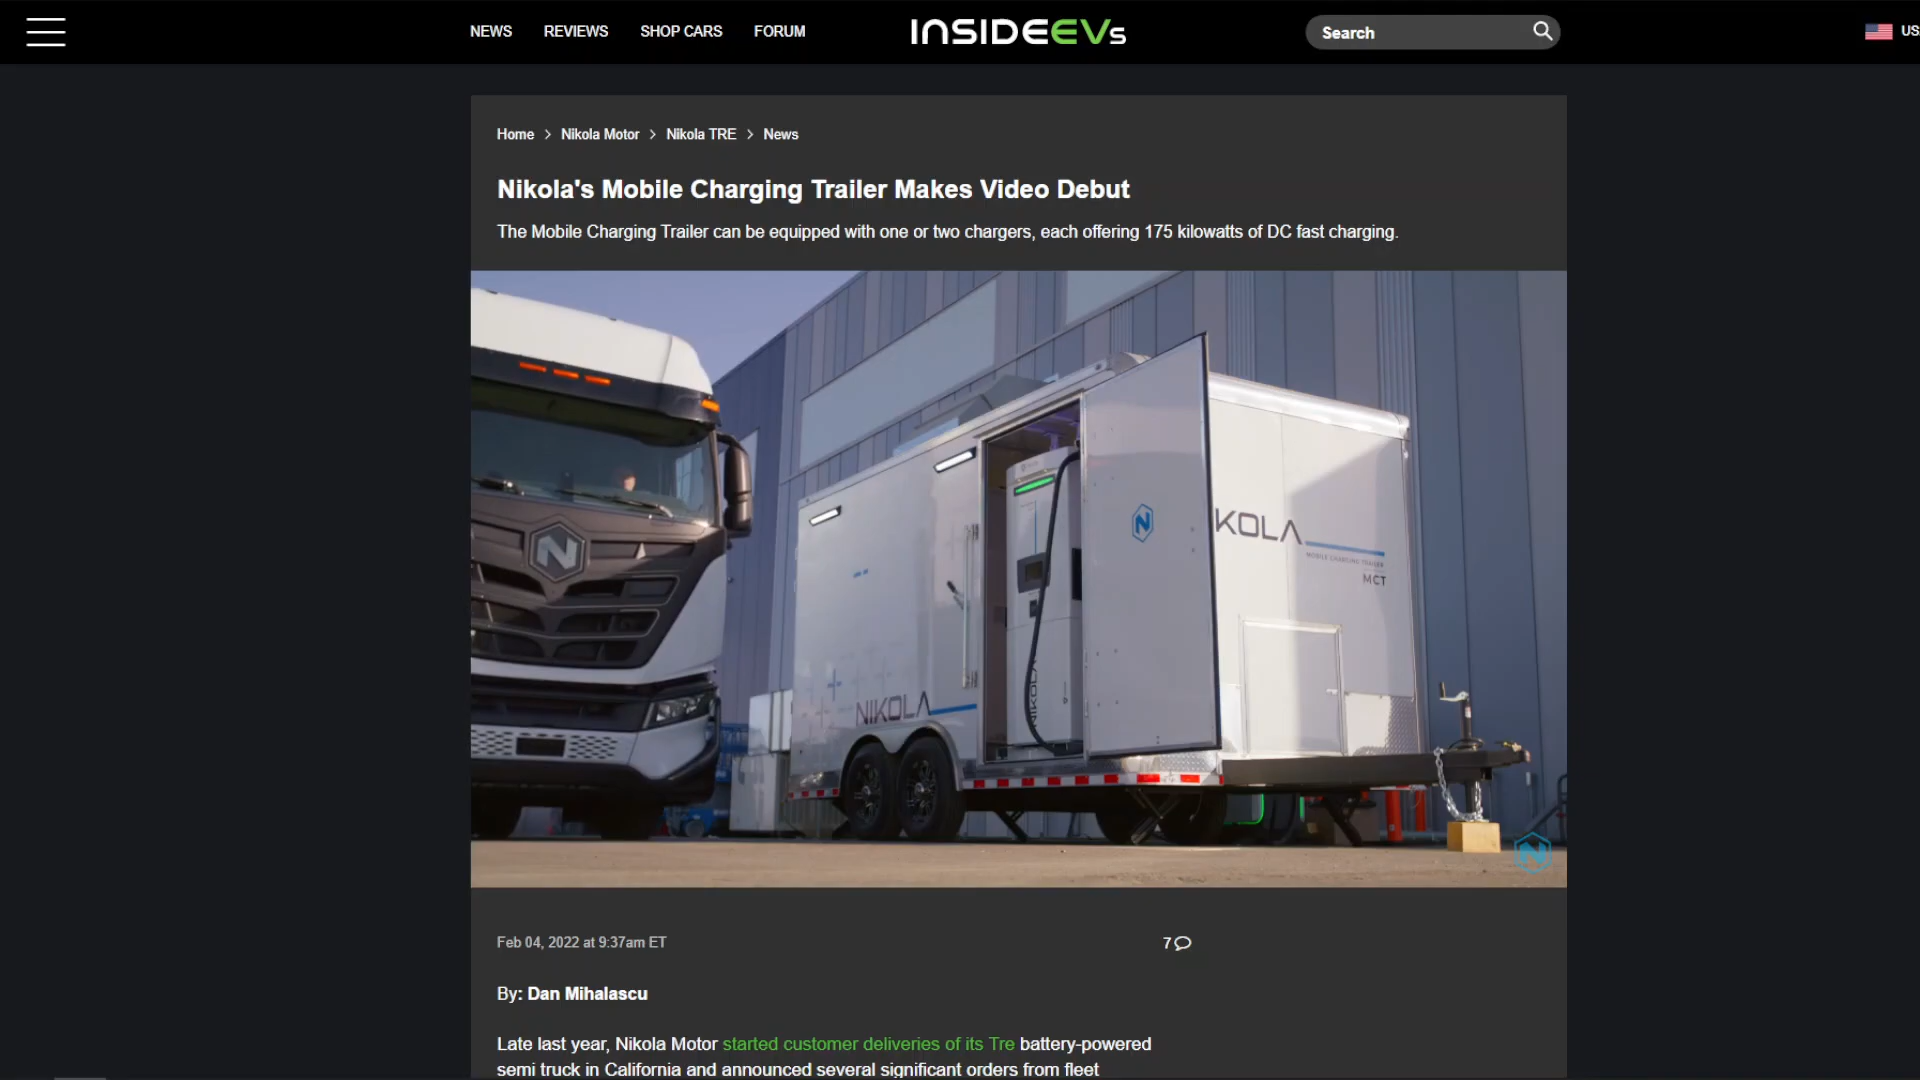 NEWS REVIEWS SHOP CARS FORUM INSIDEEVs Search US
Home > Nikola Motor > Nikola TRE > News
Nikola's Mobile Charging Trailer Makes Video Debut
The Mobile Charging Trailer can be equipped with one or two chargers, each offering 175 kilowatts of DC fast charging.
N
N
KOLA
MOBILE CHARGING TRAILER
MCT
NIKOLA
NIKOLA
N
Feb 04, 2022 at 9:37am ET 7
By: Dan Mihalascu
Late last year, Nikola Motor started customer deliveries of its Tre battery-powered
semi truck in California and announced several significant orders from fleet